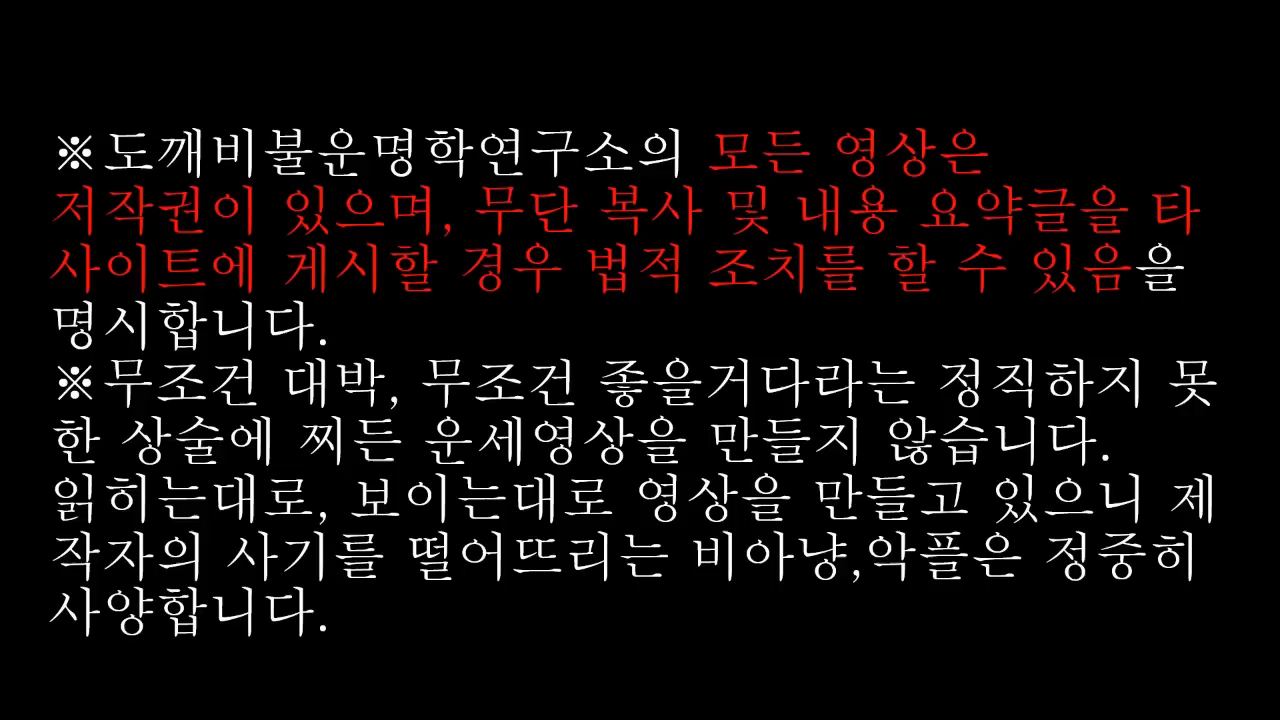 ※도깨비불운명학연구소의 모든 영상은
저작권이 있으며, 무단 복사 및 내용 요약글을 타
사이트에 게시할 경우 법적 조치를 할 수 있음을
명시합니다.
※무조건 대박, 무조건 좋을거다라는 정직하지 못
한 상술에 찌든 운세영상을 만들지 않습니다.
읽히는대로, 보이는대로 영상을 만들고 있으니 제
작자의 사기를 떨어뜨리는 비아냥,악플은 정중히
사양합니다.